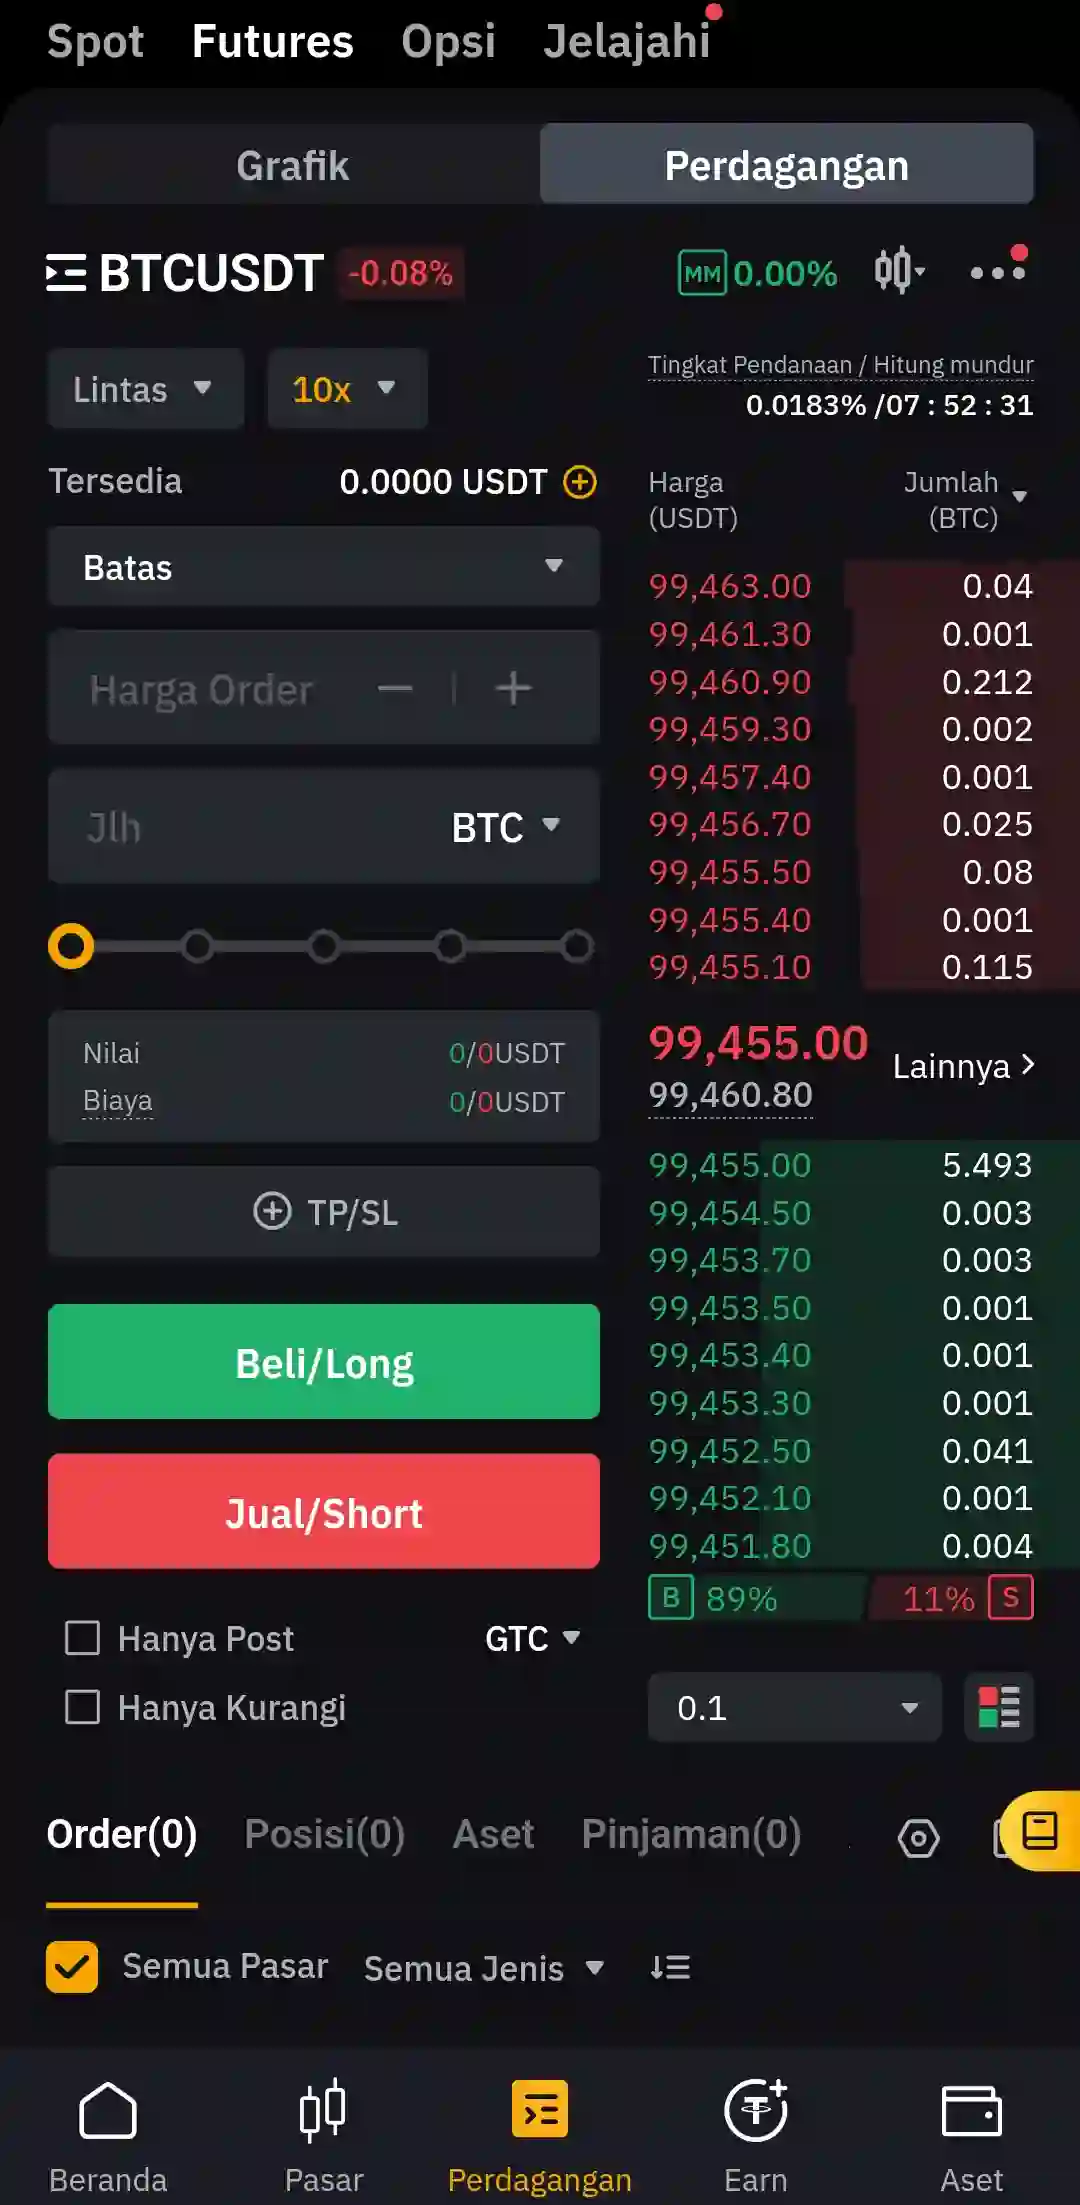 Spot Futures Opsi Jelajahi
Grafik Perdagangan
BTCUSDT -0.08% MM 0.00%
Lintas 10x
Tingkat Pendanaan / Hitung mundur
0.0183% /07 : 52 : 31
Tersedia 0.0000 USDT
Batas
Harga Order
Jlh BTC
Nilai 0/0USDT
Biaya 0/0USDT
TP/SL
Beli/Long
Jual/Short
Hanya Post GTC
Hanya Kurangi
Harga (USDT) Jumlah (BTC)
99,463.00 0.04
99,461.30 0.001
99,460.90 0.212
99,459.30 0.002
99,457.40 0.001
99,456.70 0.025
99,455.50 0.08
99,455.40 0.001
99,455.10 0.115
99,455.00 Lainnya
99,460.80
99,455.00 5.493
99,454.50 0.003
99,453.70 0.003
99,453.50 0.001
99,453.40 0.001
99,453.30 0.001
99,452.50 0.041
99,452.10 0.001
99,451.80 0.004
B 89% 11% S
0.1
Order(0) Posisi(0) Aset Pinjaman(0)
Semua Pasar Semua Jenis
Beranda Pasar Perdagangan Earn Aset